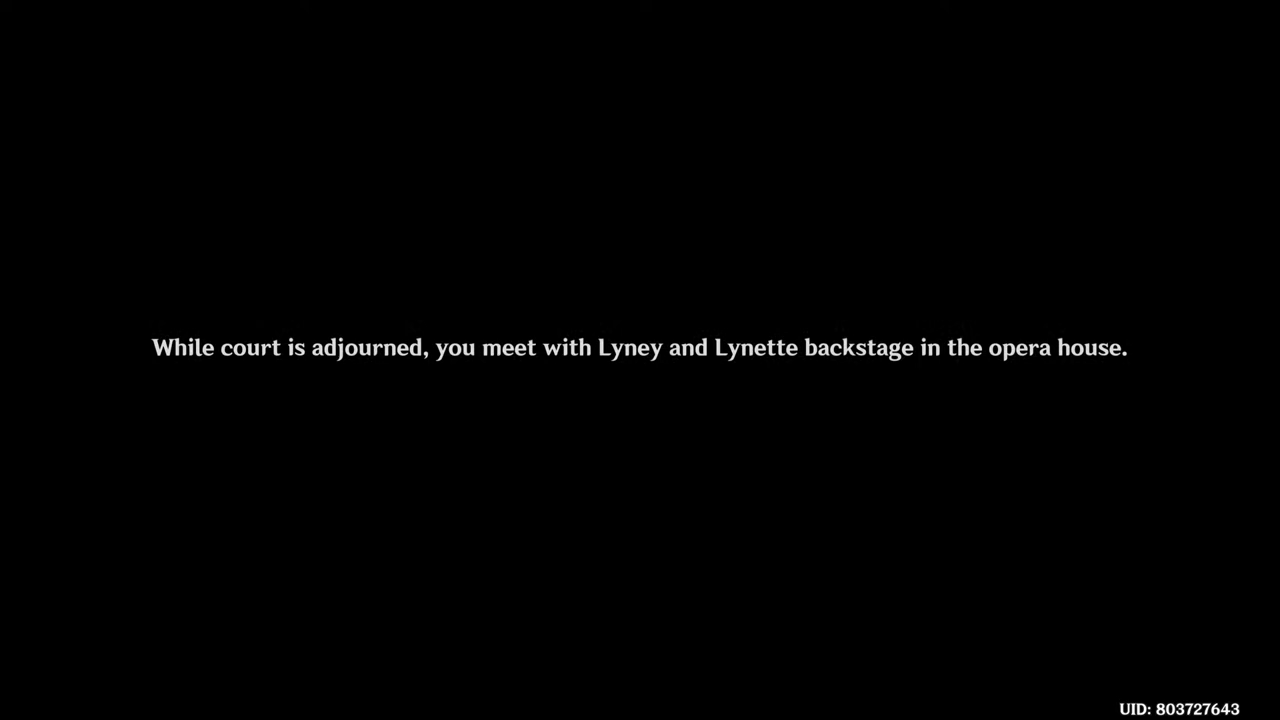 While court is adjourned, you meet with Lyney and Lynette backstage in the opera house.
UID: 803727643